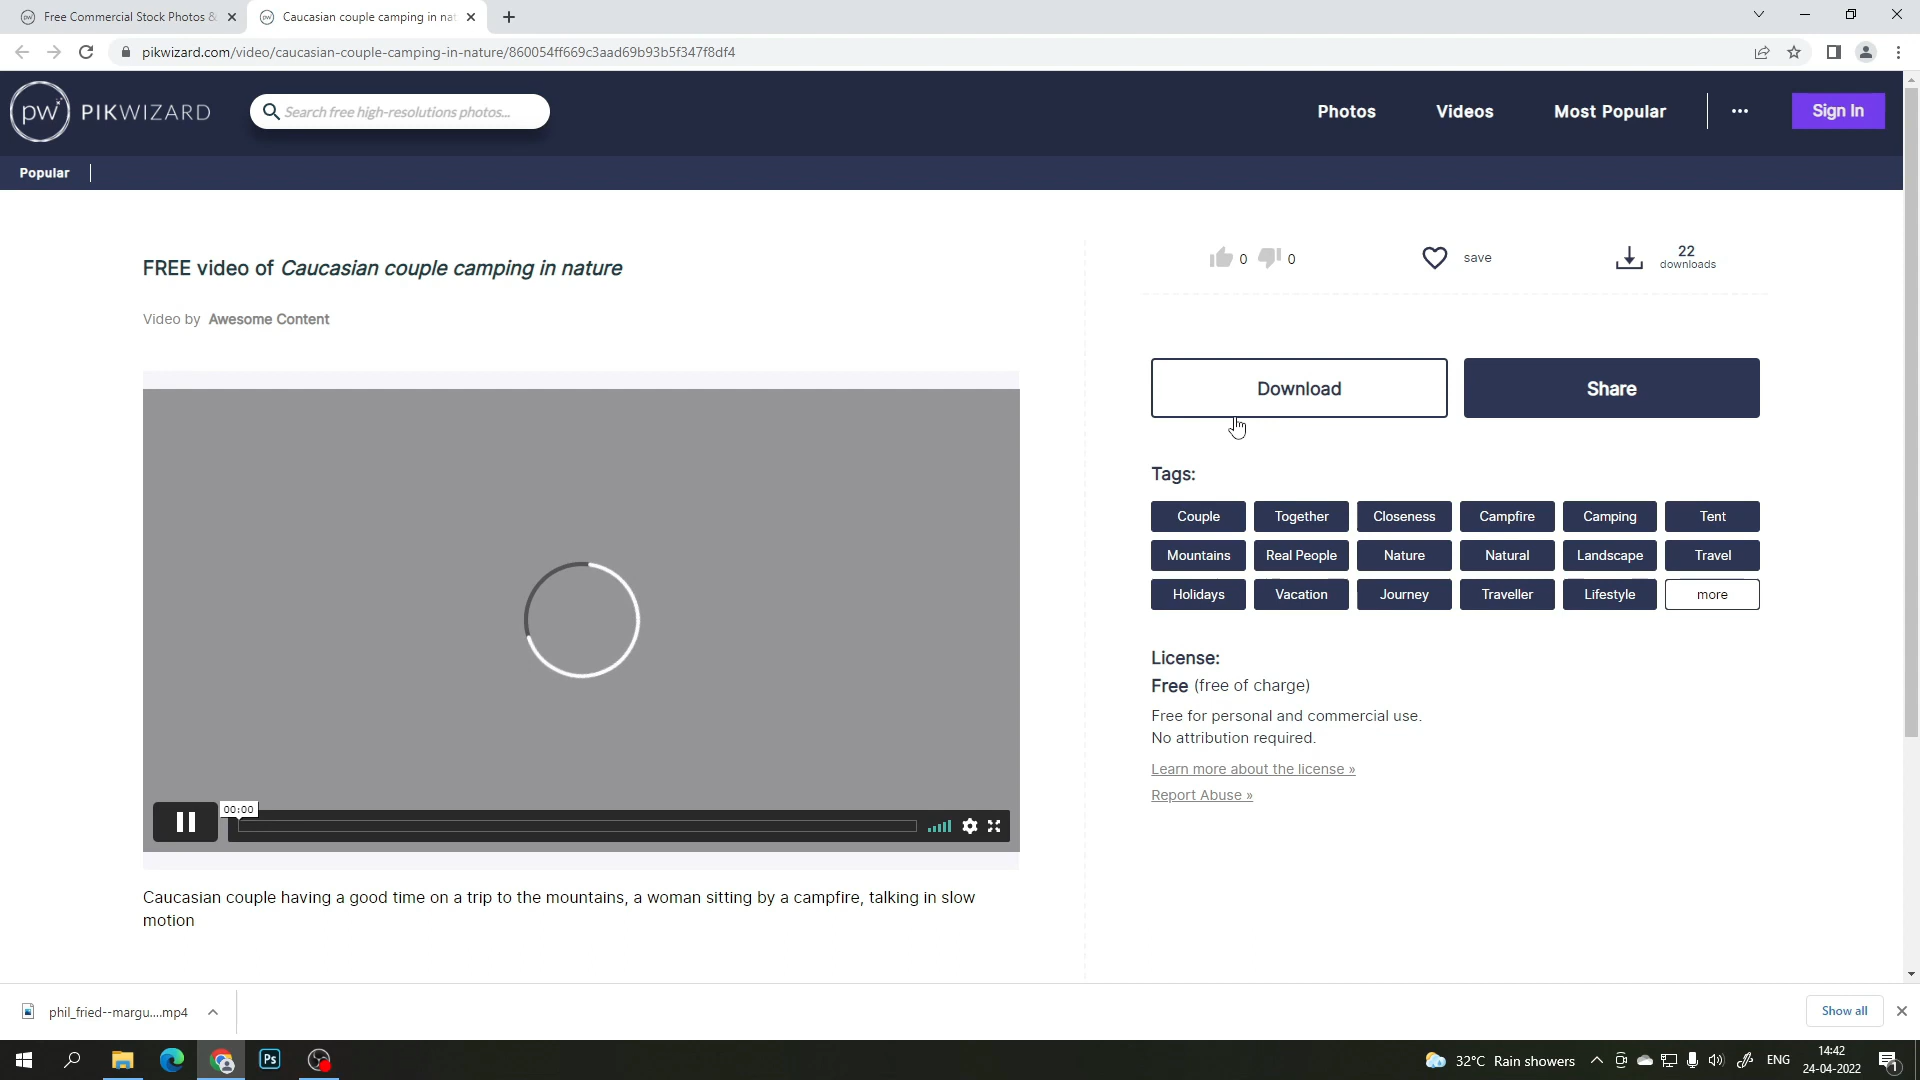 Free Commercial Stock Photos &
Caucasian couple camping in nat
pikwizard.com/video/caucasian-couple-camping-in-nature/860054ff669c3aad69b93b5f347f8df4
pw PIKWIZARD
Search free high-resolutions photos...
Photos Videos Most Popular ... Sign In
Popular
FREE video of Caucasian couple camping in nature
Video by Awesome Content
0 0 save 22
downloads
Download Share
Tags:
Couple Together Closeness Campfire Camping Tent
Mountains Real People Nature Natural Landscape Travel
Holidays Vacation Journey Traveller Lifestyle more
License:
Free (free of charge)
Free for personal and commercial use.
No attribution required.
Learn more about the license »
Report Abuse »
00:00
Caucasian couple having a good time on a trip to the mountains, a woman sitting by a campfire, talking in slow
motion
phil_fried--margu....mp4
Show all
Ps
32°C Rain showers
ENG
14:42
24-04-2022
1